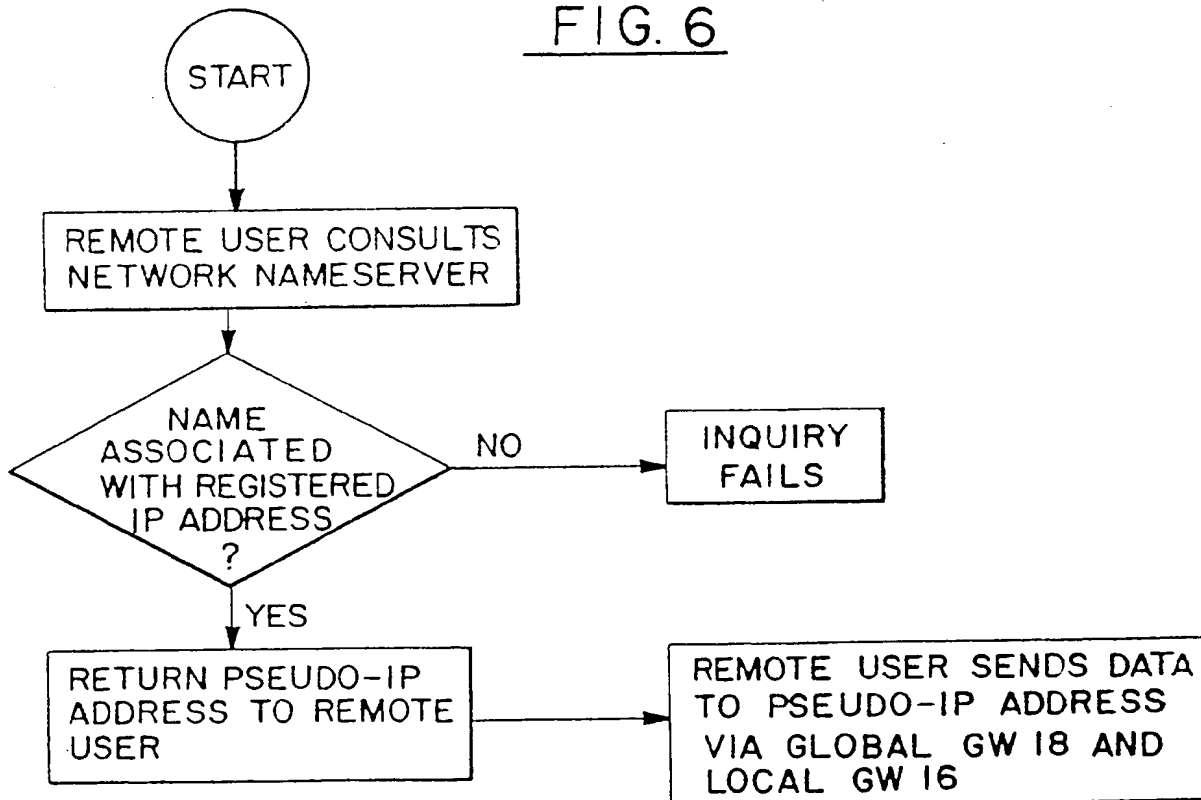 FIG. 6
START
REMOTE USER CONSULTS
NETWORK NAMESERVER
NAME
ASSOCIATED
WITH REGISTERED
IP ADDRESS
?
NO
INQUIRY
FAILS
YES
RETURN PSEUDO-IP
ADDRESS TO REMOTE
USER
REMOTE USER SENDS DATA
TO PSEUDO-IP ADDRESS
VIA GLOBAL GW 18 AND
LOCAL GW 16